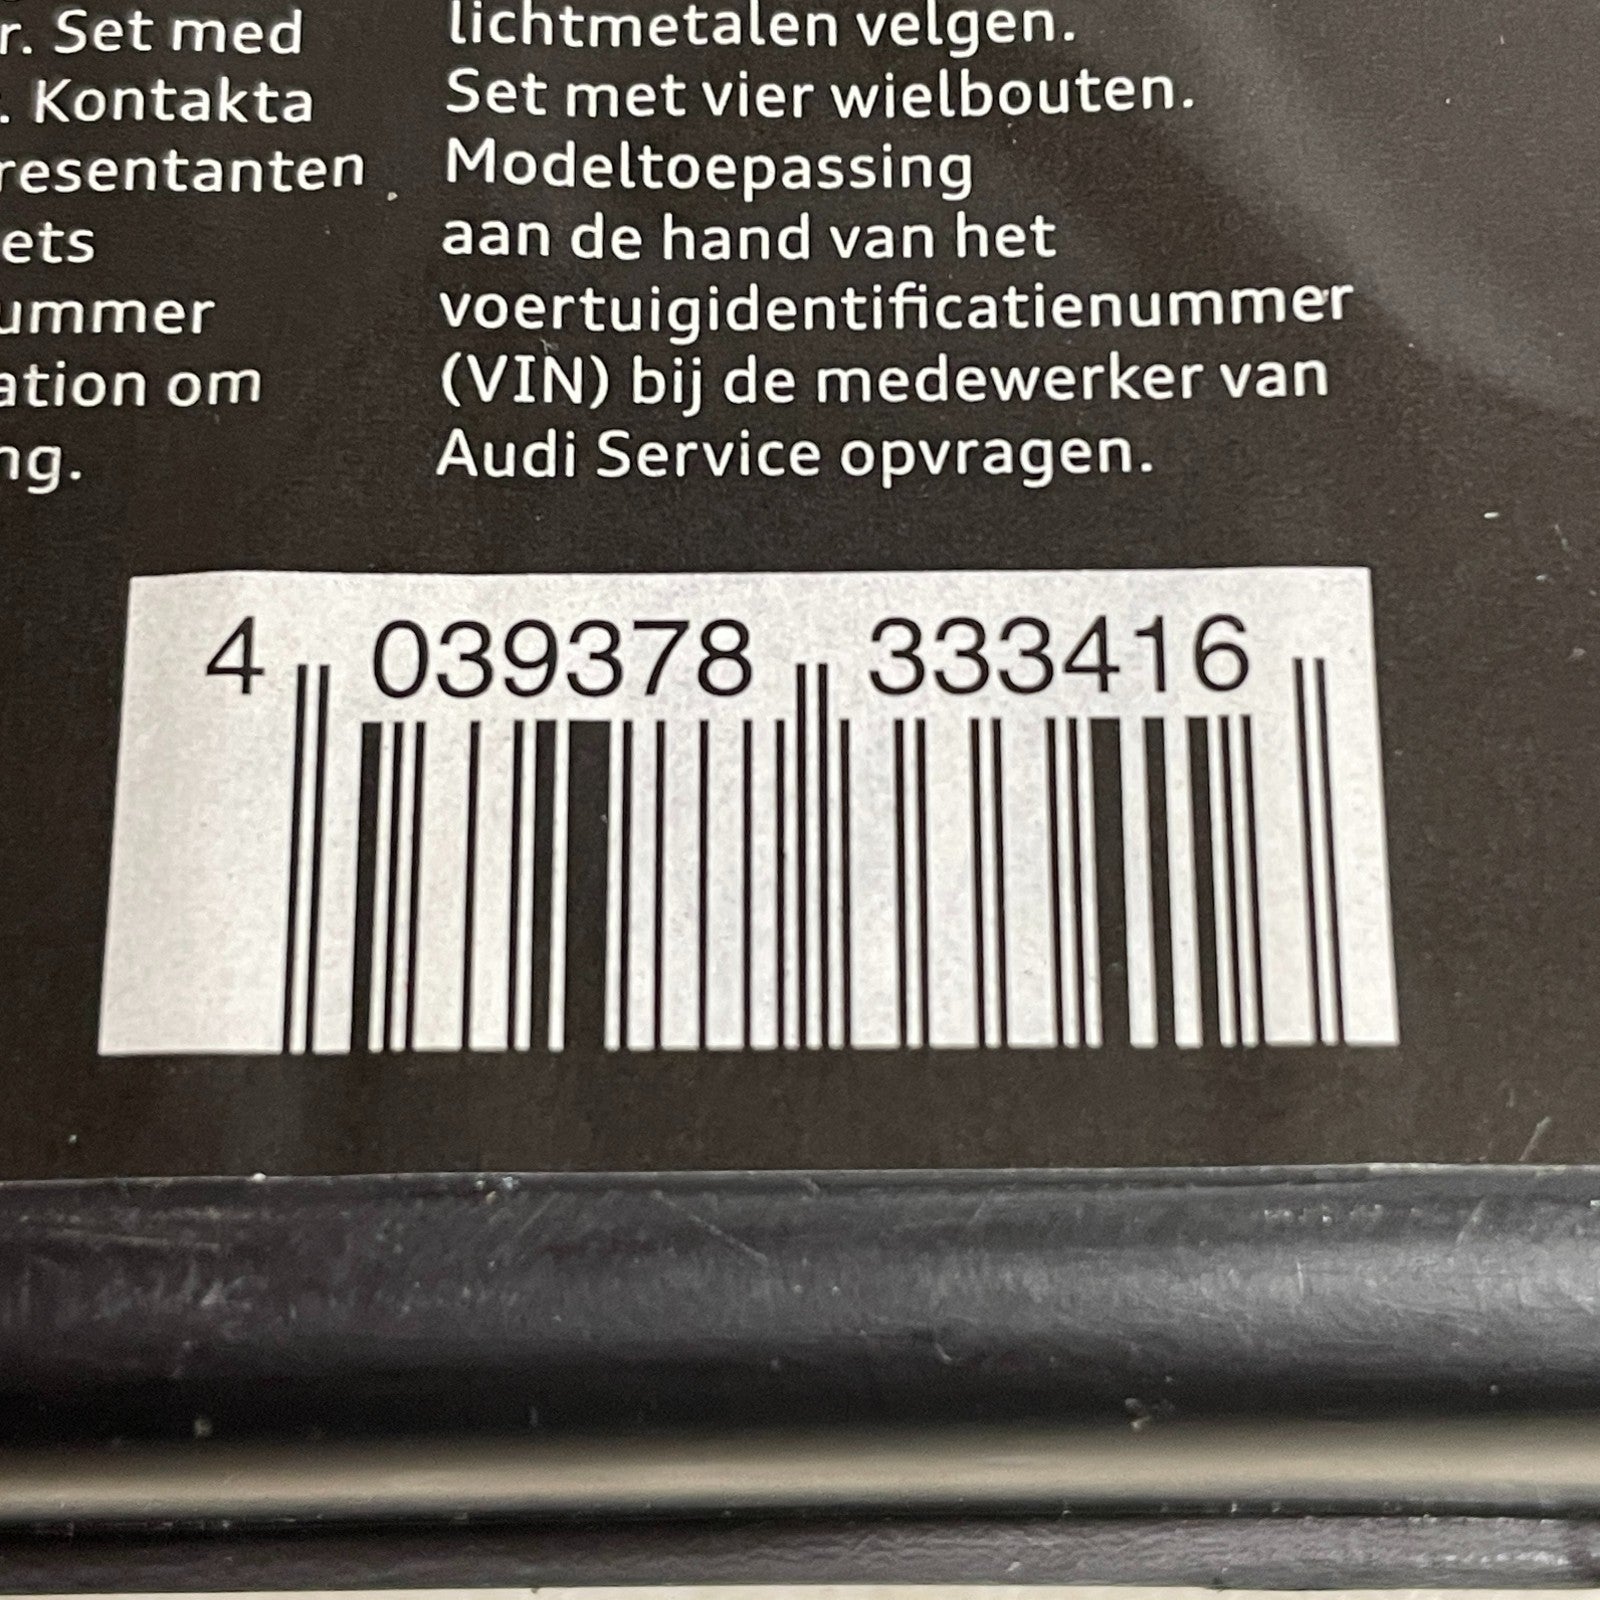 r. Set med
. Kontakta
resentanten
ets
ummer
ation om
ng.
lichtmetalen velgen.
Set met vier wielbouten.
Modeltoepassing
aan de hand van het
voertuigidentificatienummer
(VIN) bij de medewerker van
Audi Service opvragen.
4 039378 333416